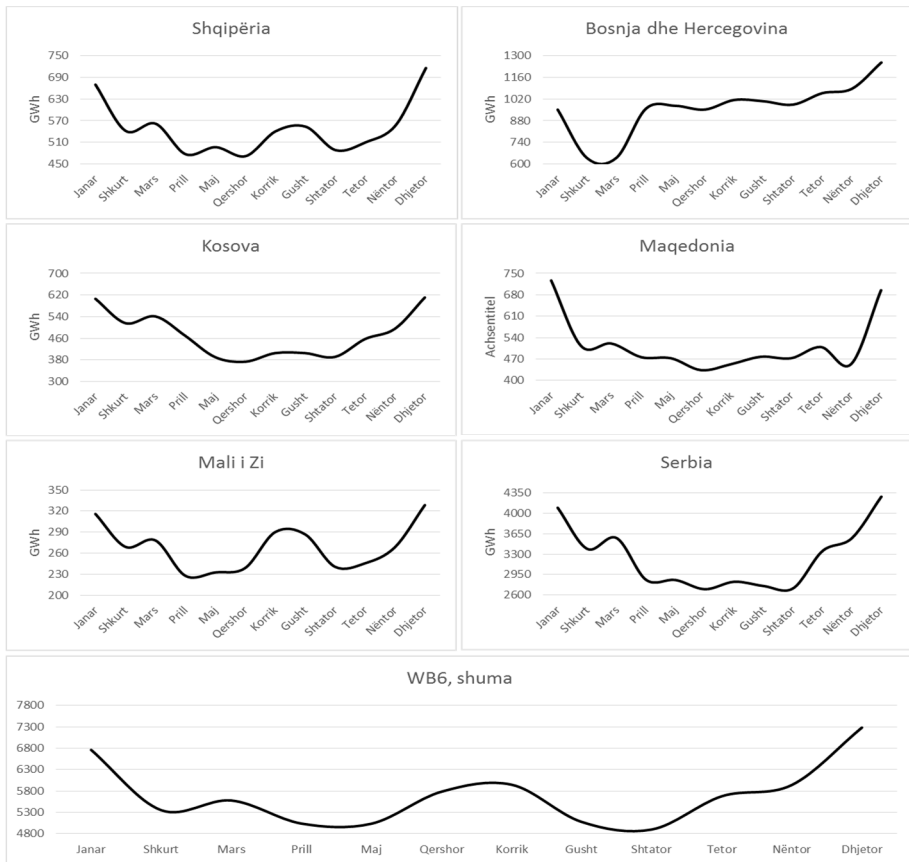 Shqipëria
750
690
630
570
510
450
GWh
Janar
Shkurt
Mars
Prill
Maj
Qershor
Korrik
Gusht
Shtator
Tetor
Nëntor
Dhjetor
Bosnja dhe Hercegovina
1300
1160
1020
880
740
600
GWh
Janar
Shkurt
Mars
Prill
Maj
Qershor
Korrik
Gusht
Shtator
Tetor
Nëntor
Dhjetor
Kosova
700
620
540
460
380
300
GWh
Janar
Shkurt
Mars
Prill
Maj
Qershor
Korrik
Gusht
Shtator
Tetor
Nëntor
Dhjetor
Maqedonia
750
680
610
540
470
400
Achsentitel
Janar
Shkurt
Mars
Prill
Maj
Qershor
Korrik
Gusht
Shtator
Tetor
Nëntor
Dhjetor
Mali i Zi
350
320
290
260
230
200
GWh
Janar
Shkurt
Mars
Prill
Maj
Qershor
Korrik
Gusht
Shtator
Tetor
Nëntor
Dhjetor
Serbia
4350
4000
3650
3300
2950
2600
GWh
Janar
Shkurt
Mars
Prill
Maj
Qershor
Korrik
Gusht
Shtator
Tetor
Nëntor
Dhjetor
WB6, shuma
7800
7300
6800
6300
5800
5300
4800
Janar Shkurt Mars Prill Maj Qershor Korrik Gusht Shtator Tetor Nëntor Dhjetor